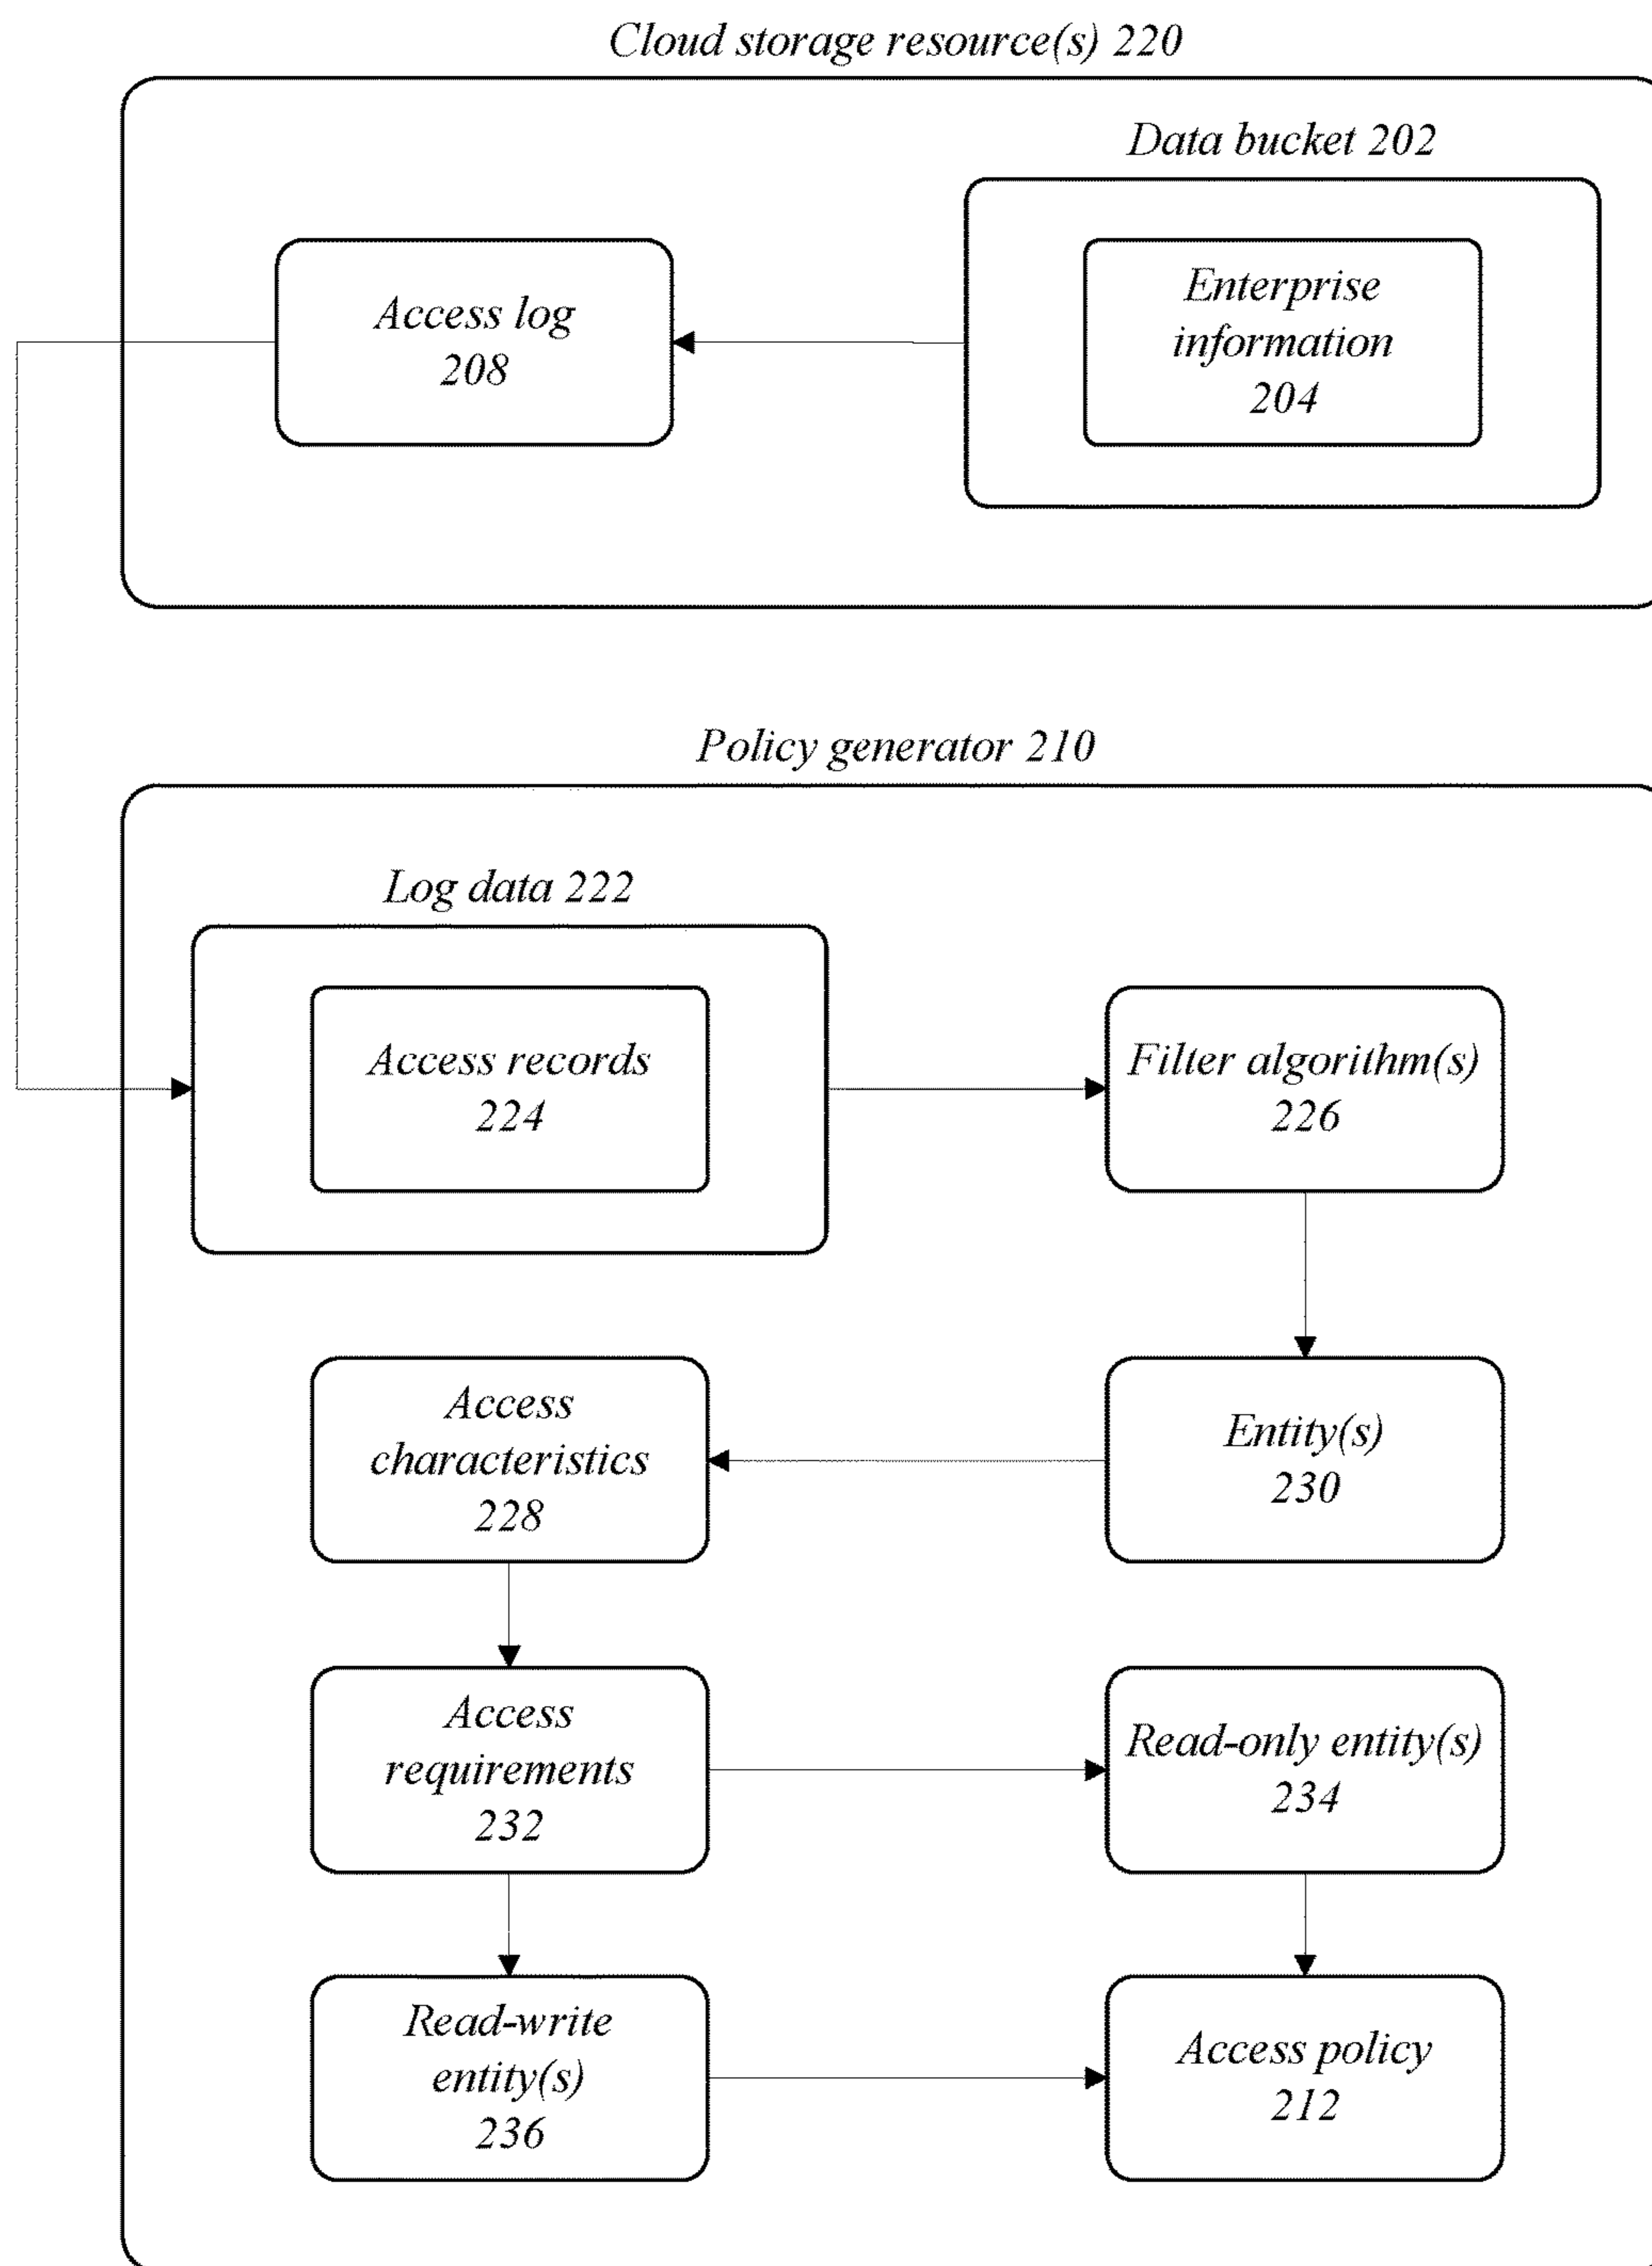 Cloud storage resource(s) 220
Data bucket 202
Access log
208
Enterprise
information
204
Policy generator 210
Log data 222
Access records
224
Filter algorithm(s)
226
Access
characteristics
228
Entity(s)
230
Access
requirements
232
Read-only entity(s)
234
Read-write
entity(s)
236
Access policy
212